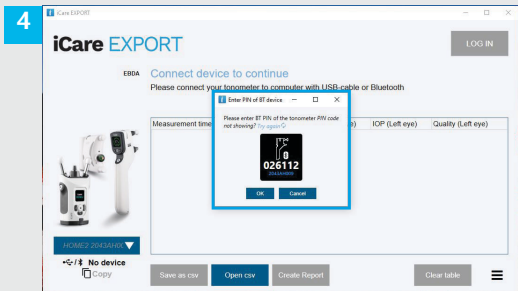 4
iCare EXPORT
iCare EXPORT
LOG IN
EBDA
Connect device to continue
Please connect your tonometer to computer with USB-cable or Bluetooth
Enter PIN of BT device
Please enter BT PIN of the tonometer PIN code
not showing? Try again
026112
2043AH005
OK
Cancel
Measurement time
e)
IOP (Left eye)
Quality (Left eye)
No device
Copy
Save as csv
Open csv
Create Report
Clear table